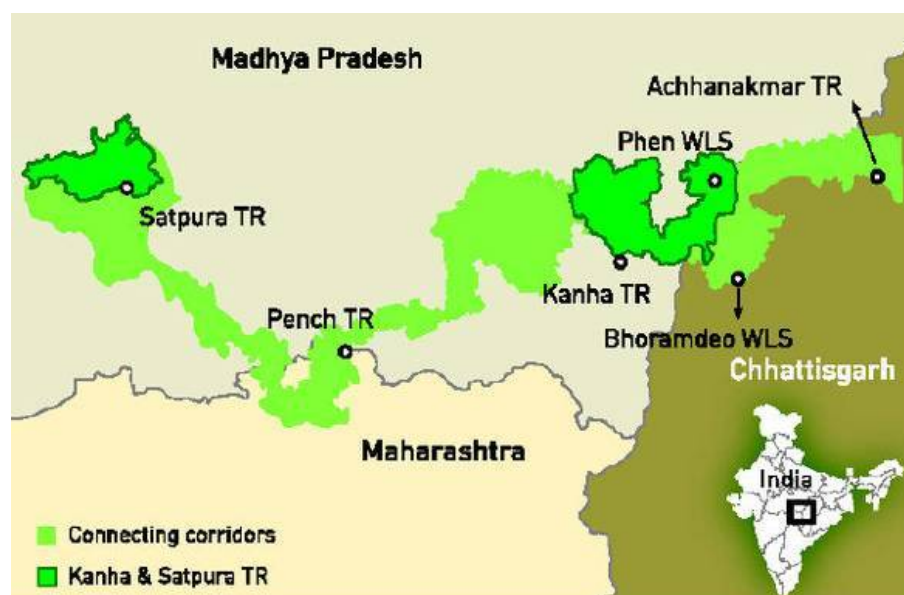 Madhya Pradesh
Achhanakmar TR
Phen WLS
Satpura TR
Kanha TR
Pench TR
Bhoramdeo WLS
Chhattisgarh
Maharashtra
India
Connecting corridors
Kanha & Satpura TR